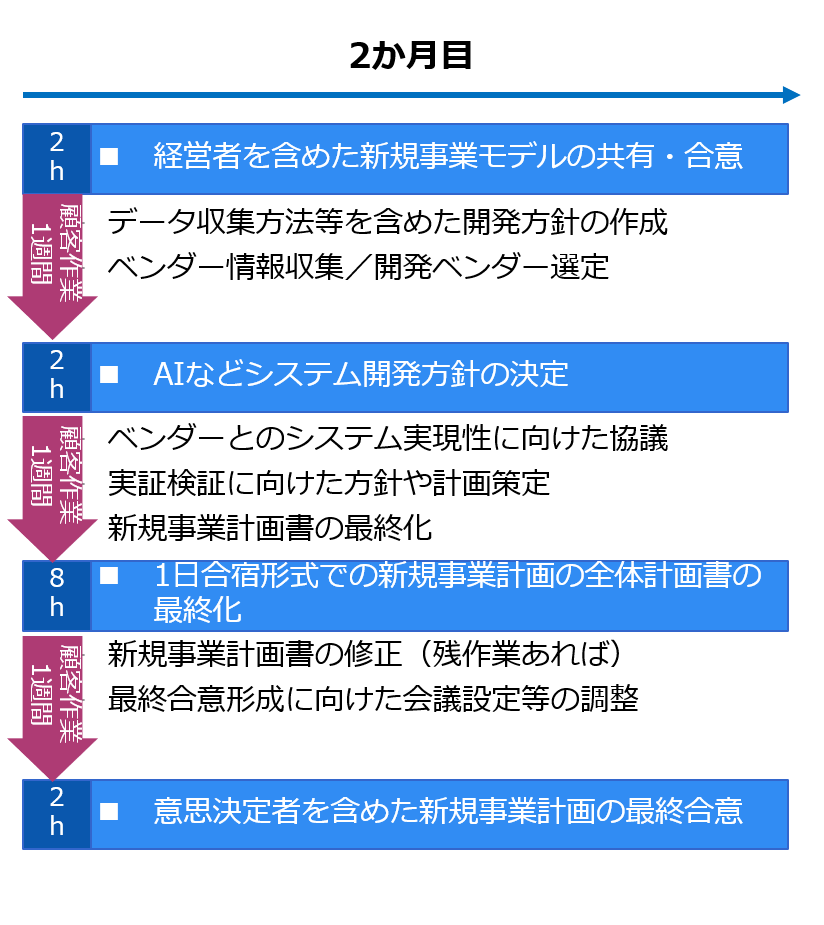 2か月目
2
h
■ 経営者を含めた新規事業モデルの共有・合意
顧客作業
1週間
データ収集方法等を含めた開発方針の作成
ベンダー情報収集／開発ベンダー選定
2
h
■ AIなどシステム開発方針の決定
顧客作業
1週間
ベンダーとのシステム実現性に向けた協議
実証検証に向けた方針や計画策定
新規事業計画書の最終化
8
h
■ 1日合宿形式での新規事業計画の全体計画書の
最終化
顧客作業
1週間
新規事業計画書の修正（残作業あれば）
最終合意形成に向けた会議設定等の調整
2
h
■ 意思決定者を含めた新規事業計画の最終合意